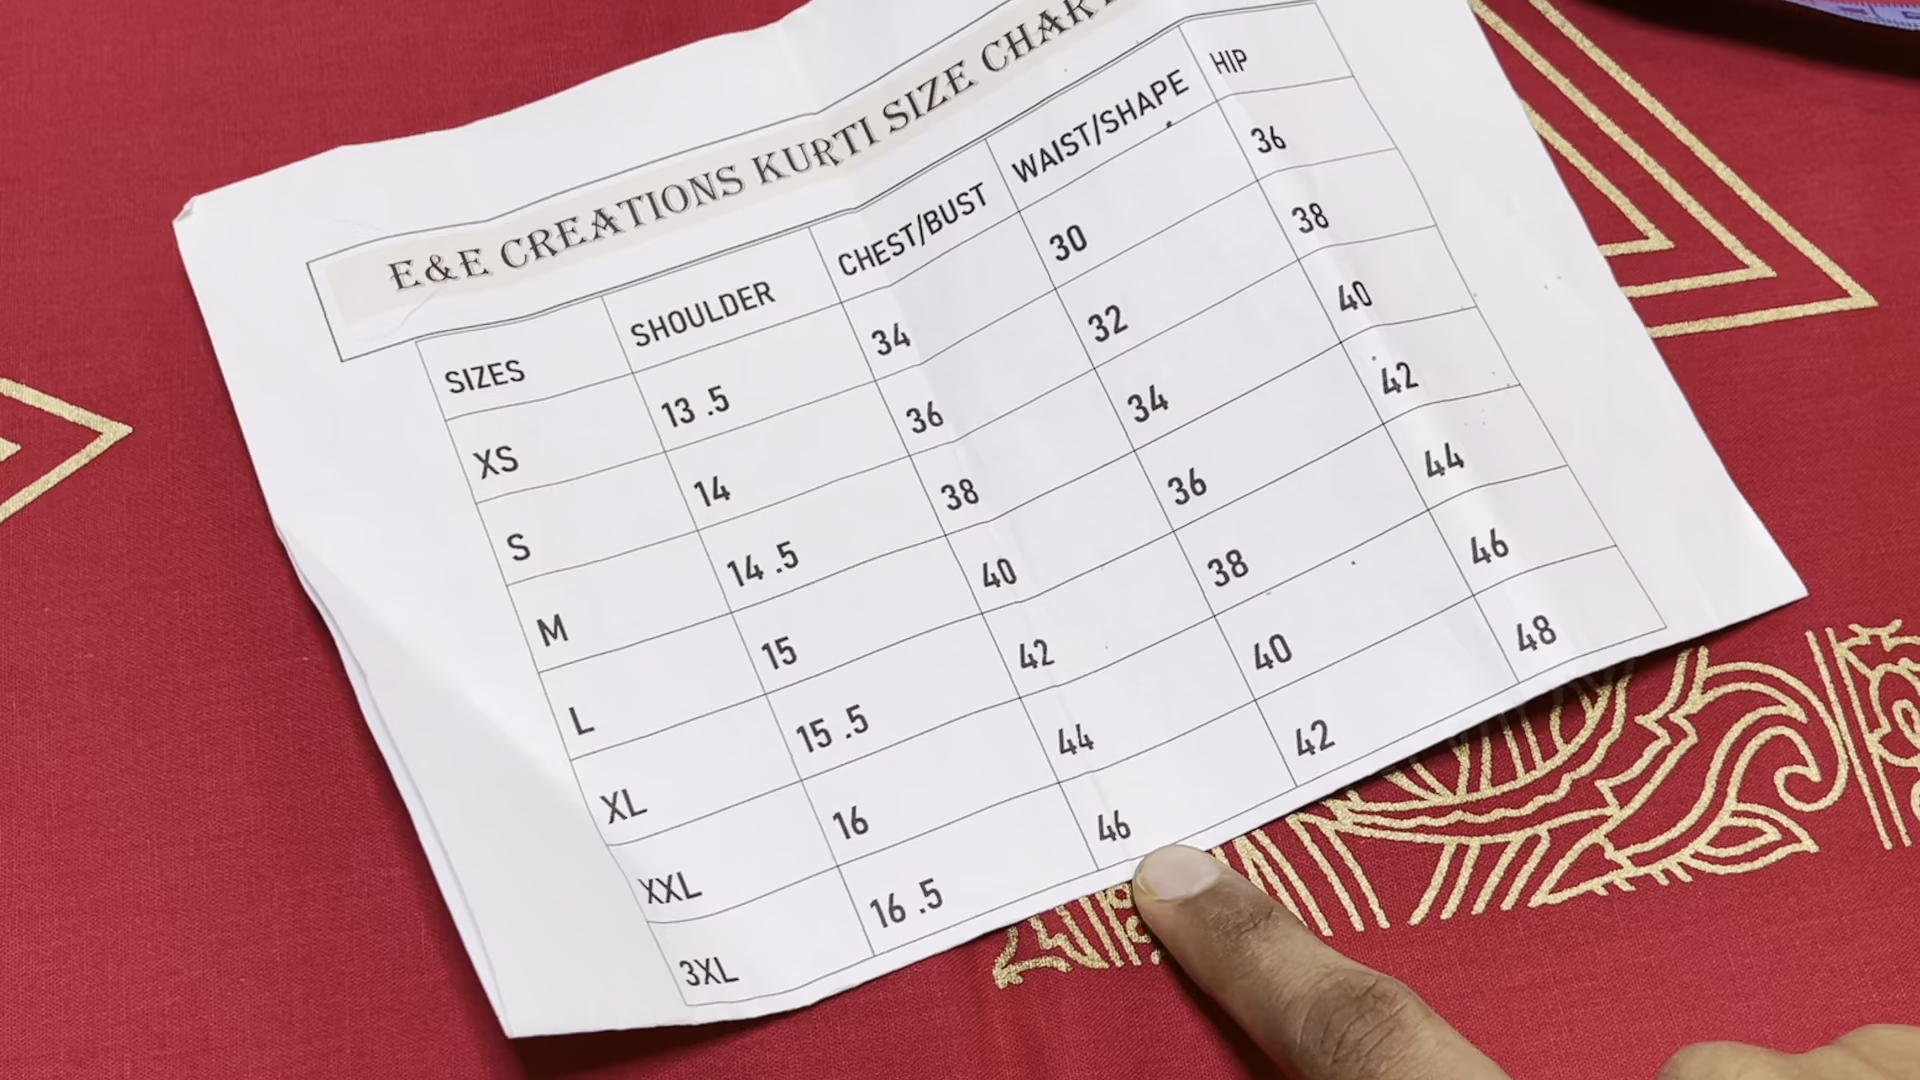 E&E CREATIONS KURTI SIZE CHART
SIZES SHOULDER CHEST/BUST WAIST/SHAPE HIP
XS 13 .5 34 30 36
S 14 36 32 38
M 14 .5 38 34 40
L 15 40 36 42
XL 15 .5 42 38 44
XXL 16 44 40 46
3XL 16 .5 46 42 48